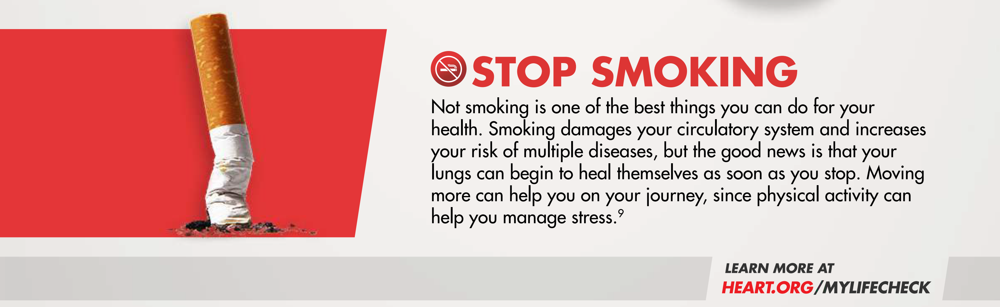 STOP SMOKING
Not smoking is one of the best things you can do for your
health. Smoking damages your circulatory system and increases
your risk of multiple diseases, but the good news is that your
lungs can begin to heal themselves as soon as you stop. Moving
more can help you on your journey, since physical activity can
help you manage stress.⁹
LEARN MORE AT
HEART.ORG/MYLIFECHECK